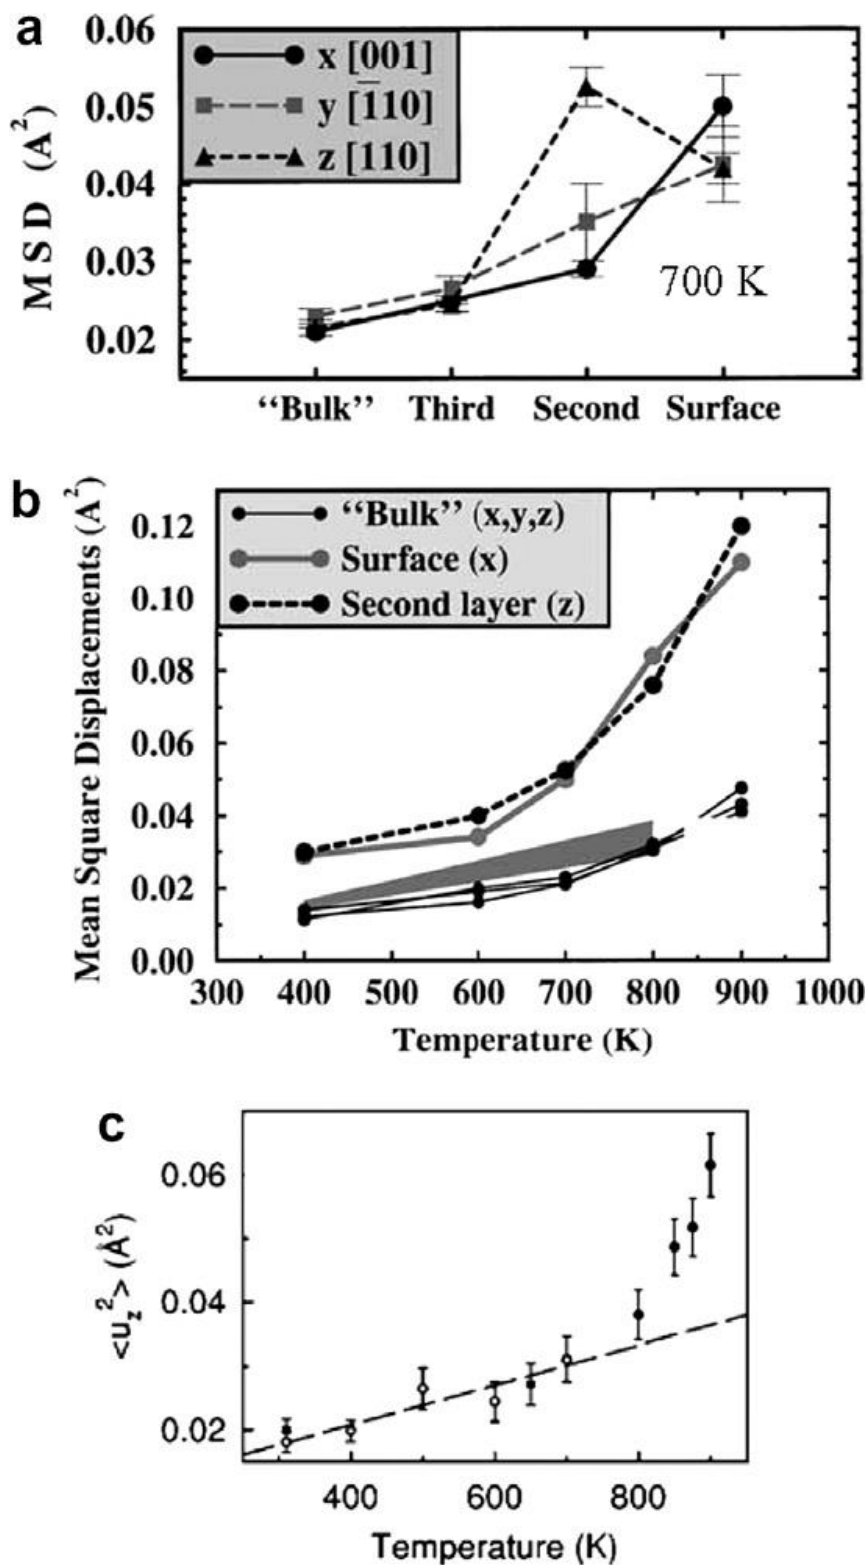 a
0.06
0.05
0.04
0.03
0.02
MSD (A²)
x [001]
y [1̅10]
z [110]
700 K
“Bulk” Third Second Surface
b
0.12
0.10
0.08
0.06
0.04
0.02
0.00
Mean Square Displacements (A²)
“Bulk” (x,y,z)
Surface (x)
Second layer (z)
300 400 500 600 700 800 900 1000
Temperature (K)
c
0.06
0.04
0.02
<u_z²> (Å²)
400 600 800
Temperature (K)